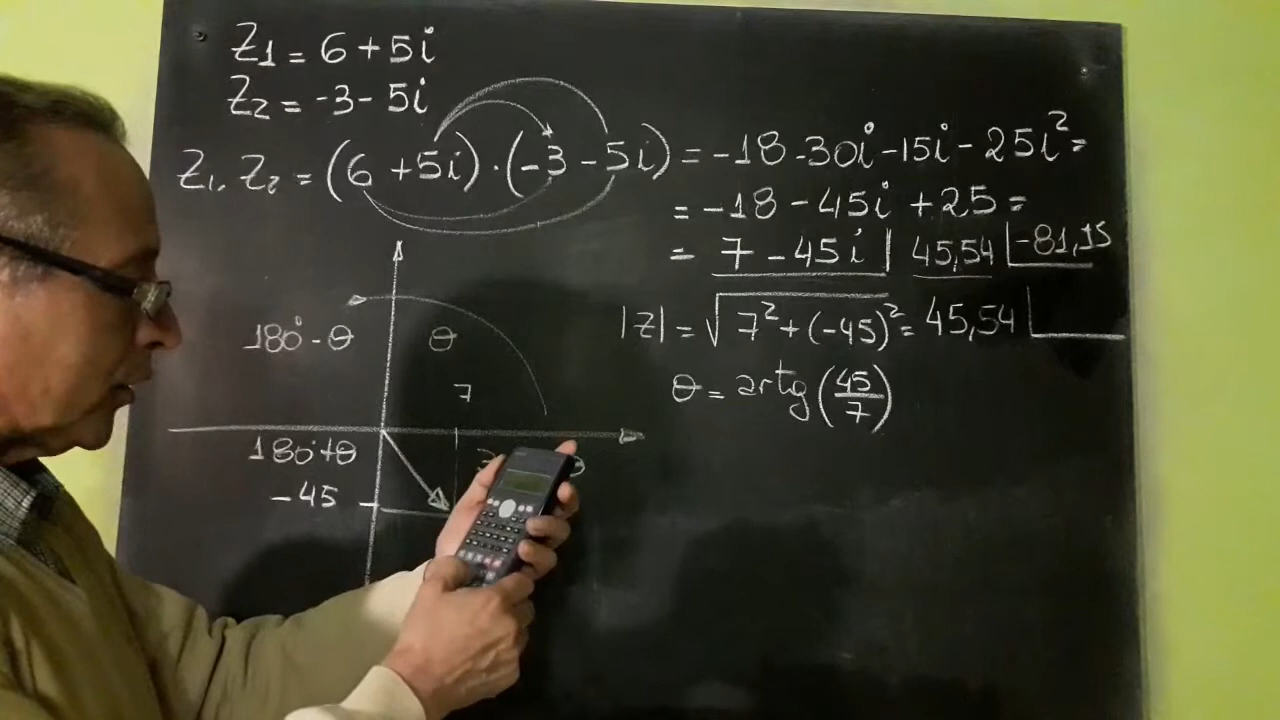 Z1 = 6 + 5i
Z2 = -3 - 5i
Z1 . Z2 = (6 + 5i) · (-3 - 5i) = -18 - 30i - 15i - 25i² =
= -18 - 45i + 25 =
= 7 - 45i | 45,54 |-81,15
|Z| = √7² + (-45)² = 45,54
θ = artg (45/7)
180° - θ
θ
7
180° + θ
-45